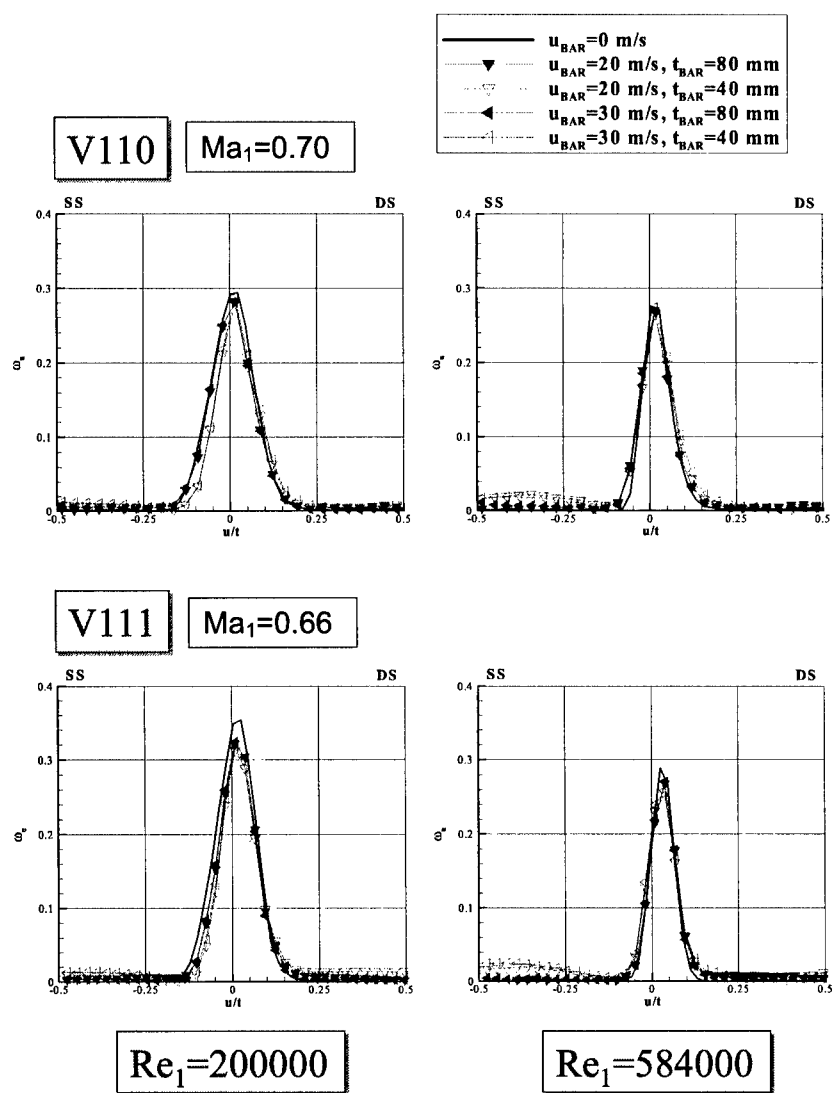 u_BAR=0 m/s
u_BAR=20 m/s, t_BAR=80 mm
u_BAR=20 m/s, t_BAR=40 mm
u_BAR=30 m/s, t_BAR=80 mm
u_BAR=30 m/s, t_BAR=40 mm
V110
Ma₁=0.70
SS DS
0.4
0.3
0.2
0.1
0
-0.5 -0.25 0 0.25 0.5
u/t
SS DS
0.4
0.3
0.2
0.1
0
-0.5 -0.25 0 0.25 0.5
u/t
V111
Ma₁=0.66
SS DS
0.4
0.3
0.2
0.1
0
-0.5 -0.25 0 0.25 0.5
u/t
SS DS
0.4
0.3
0.2
0.1
0
-0.5 -0.25 0 0.25 0.5
u/t
Re₁=200000
Re₁=584000